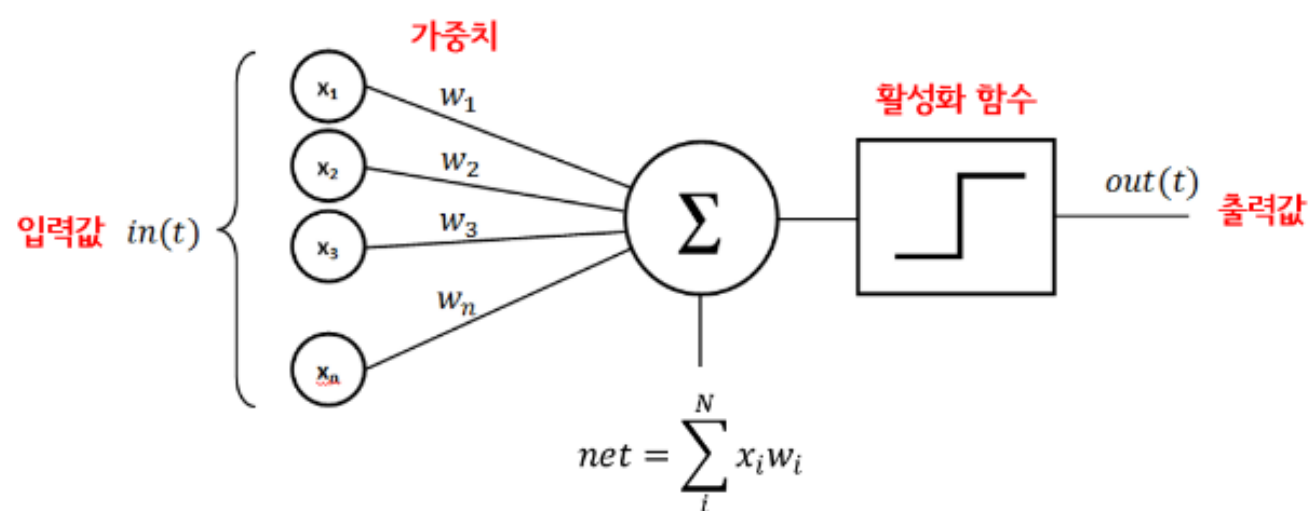 가중치
x₁
w₁
활성화 함수
x₂
w₂
Σ
out(t)
출력값
입력값 in(t)
x₃
w₃
wₙ
xₙ
N
net = ∑ xᵢwᵢ
i